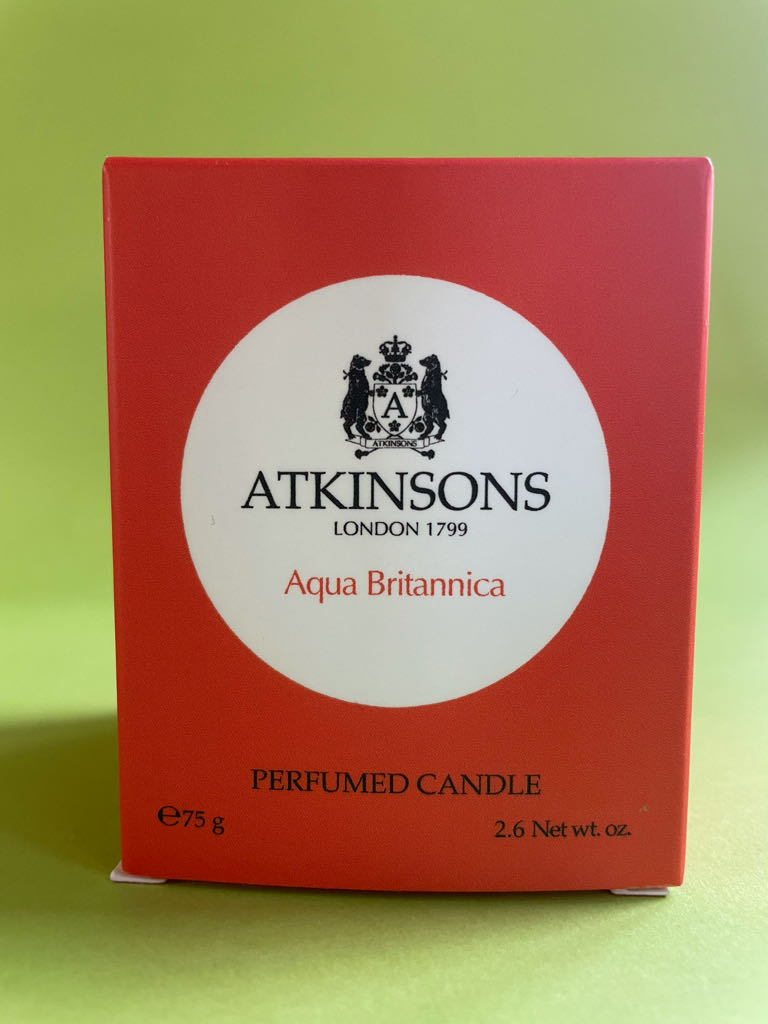 A
ATKINSONS
ATKINSONS
LONDON 1799
Aqua Britannica
PERFUMED CANDLE
℮75 g
2.6 Net wt. oz.